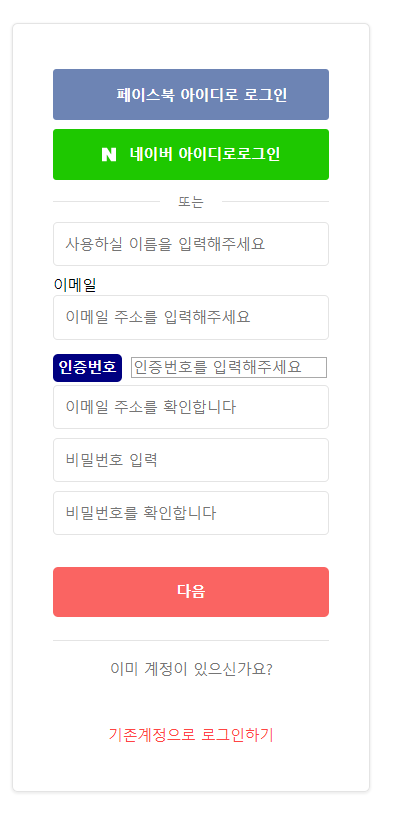 페이스북 아이디로 로그인
N 네이버 아이디로로그인
또는
사용하실 이름을 입력해주세요
이메일
이메일 주소를 입력해주세요
인증번호 인증번호를 입력해주세요
이메일 주소를 확인합니다
비밀번호 입력
비밀번호를 확인합니다
다음
이미 계정이 있으신가요?
기존계정으로 로그인하기